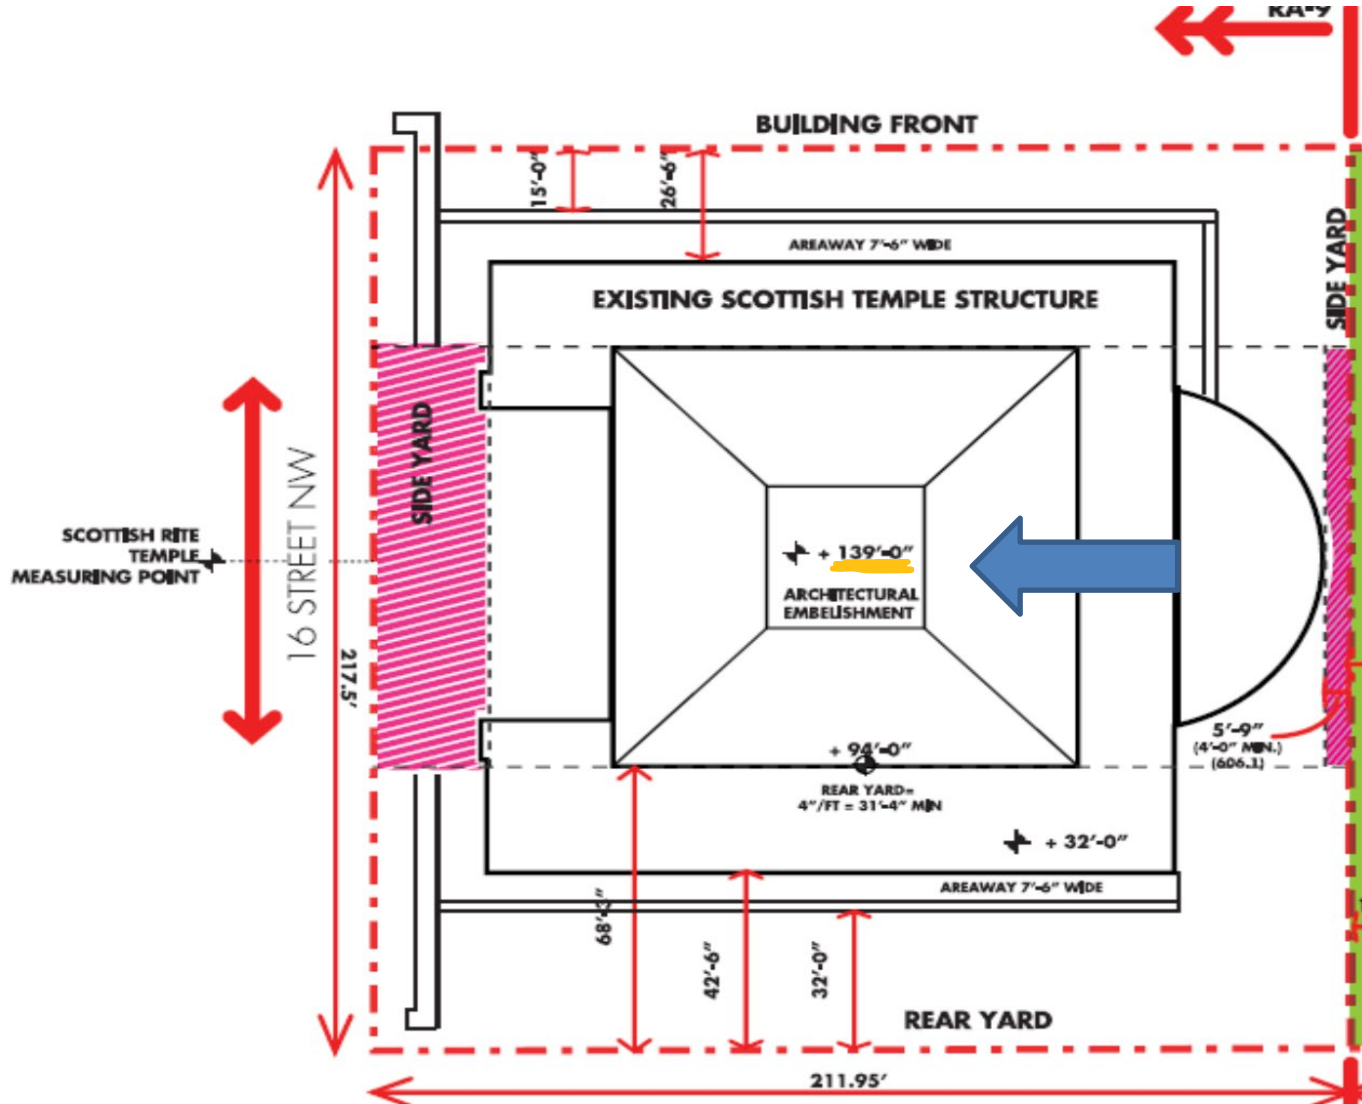 RA-9
BUILDING FRONT
15'-0"
26'-6"
AREAWAY 7'-6" WIDE
SIDE YARD
EXISTING SCOTTISH TEMPLE STRUCTURE
SIDE YARD
16 STREET NW
SCOTTISH RITE
TEMPLE
MEASURING POINT
217.5'
+ 139'-0"
ARCHITECTURAL
EMBELISHMENT
+ 94'-0"
REAR YARD=
4"/FT = 31'-4" MIN
5'-9"
(4'-0" MIN.)
(606.1)
+ 32'-0"
AREAWAY 7'-6" WIDE
68'-3"
42'-6"
32'-0"
REAR YARD
211.95'